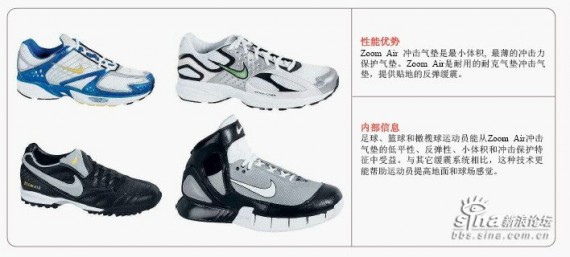 性能优势
Zoom Air 冲击气垫是最小体积, 最薄的冲击力
保护气垫。Zoom Air是耐用的耐克气垫冲击气
垫，提供贴地的反弹缓震。
内部信息
足球、篮球和橄榄球运动员能从Zoom Air冲击
气垫的低平性、反弹性、小体积和冲击保护特
征中受益。与其它缓震系统相比，这种技术更
能帮助运动员提高地面和球场感觉。
sina 新浪论坛
bbs.sina.com.cn